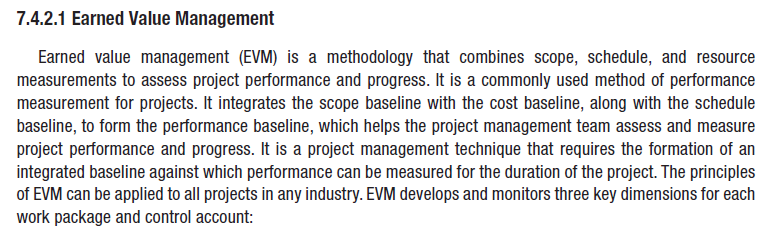 7.4.2.1 Earned Value Management
Earned value management (EVM) is a methodology that combines scope, schedule, and resource
measurements to assess project performance and progress. It is a commonly used method of performance
measurement for projects. It integrates the scope baseline with the cost baseline, along with the schedule
baseline, to form the performance baseline, which helps the project management team assess and measure
project performance and progress. It is a project management technique that requires the formation of an
integrated baseline against which performance can be measured for the duration of the project. The principles
of EVM can be applied to all projects in any industry. EVM develops and monitors three key dimensions for each
work package and control account: